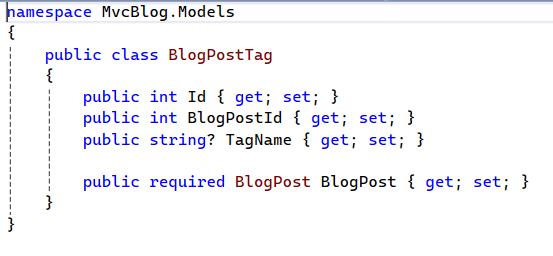 namespace MvcBlog.Models
{
    public class BlogPostTag
    {
        public int Id { get; set; }
        public int BlogPostId { get; set; }
        public string? TagName { get; set; }

        public required BlogPost BlogPost { get; set; }
    }
}